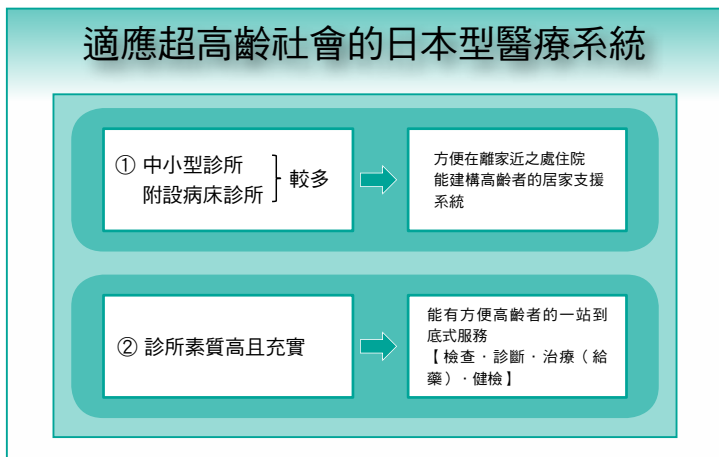 適應超高齡社會的日本型醫療系統
① 中小型診所
附設病床診所
較多
方便在離家近之處住院
能建構高齡者的居家支援
系統
② 診所素質高且充實
能有方便高齡者的一站到
底式服務
【檢查‧診斷‧治療（給
藥）‧健檢】